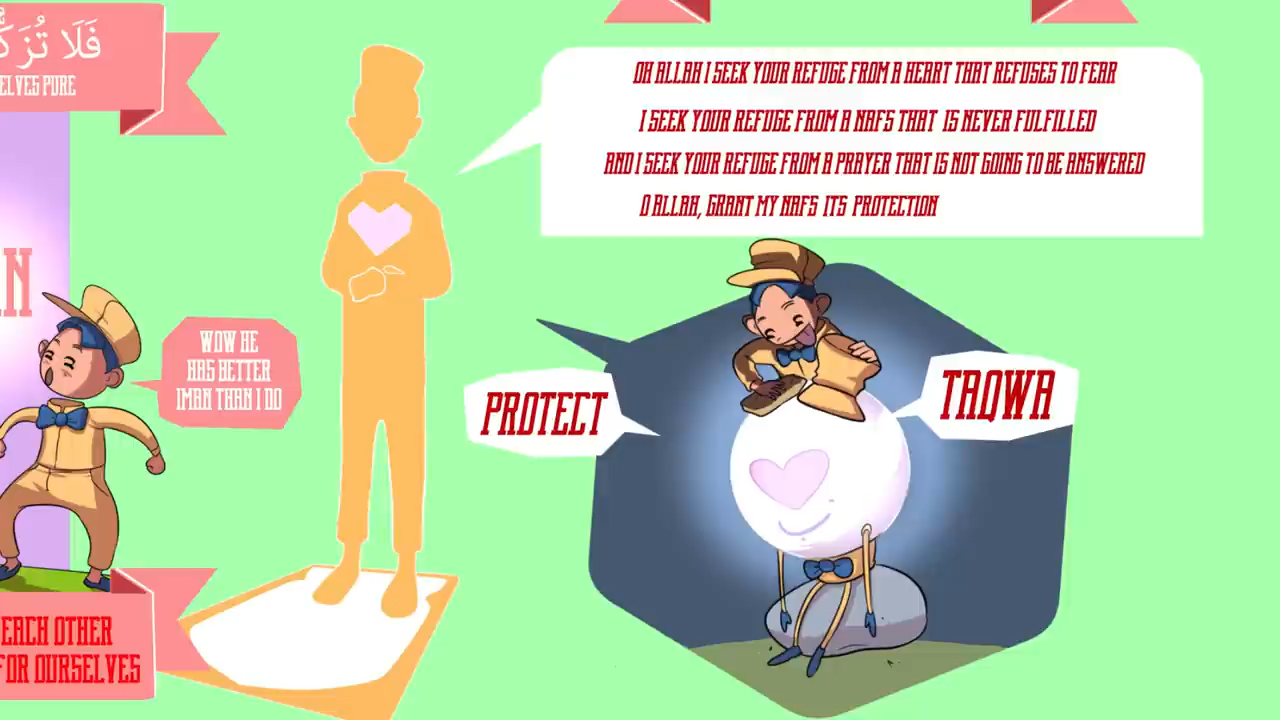 فَلَا تُزَكُّ
ELVES PURE
OH ALLAH I SEEK YOUR REFUGE FROM A HEART THAT REFUSES TO FEAR
I SEEK YOUR REFUGE FROM A NAFS THAT IS NEVER FULFILLED
AND I SEEK YOUR REFUGE FROM A PRAYER THAT IS NOT GOING TO BE ANSWERED
O ALLAH, GRANT MY NAFS ITS PROTECTION
N
WOW HE
HAS BETTER
IMAN THAN I DO
PROTECT
TAQWA
EACH OTHER
FOR OURSELVES